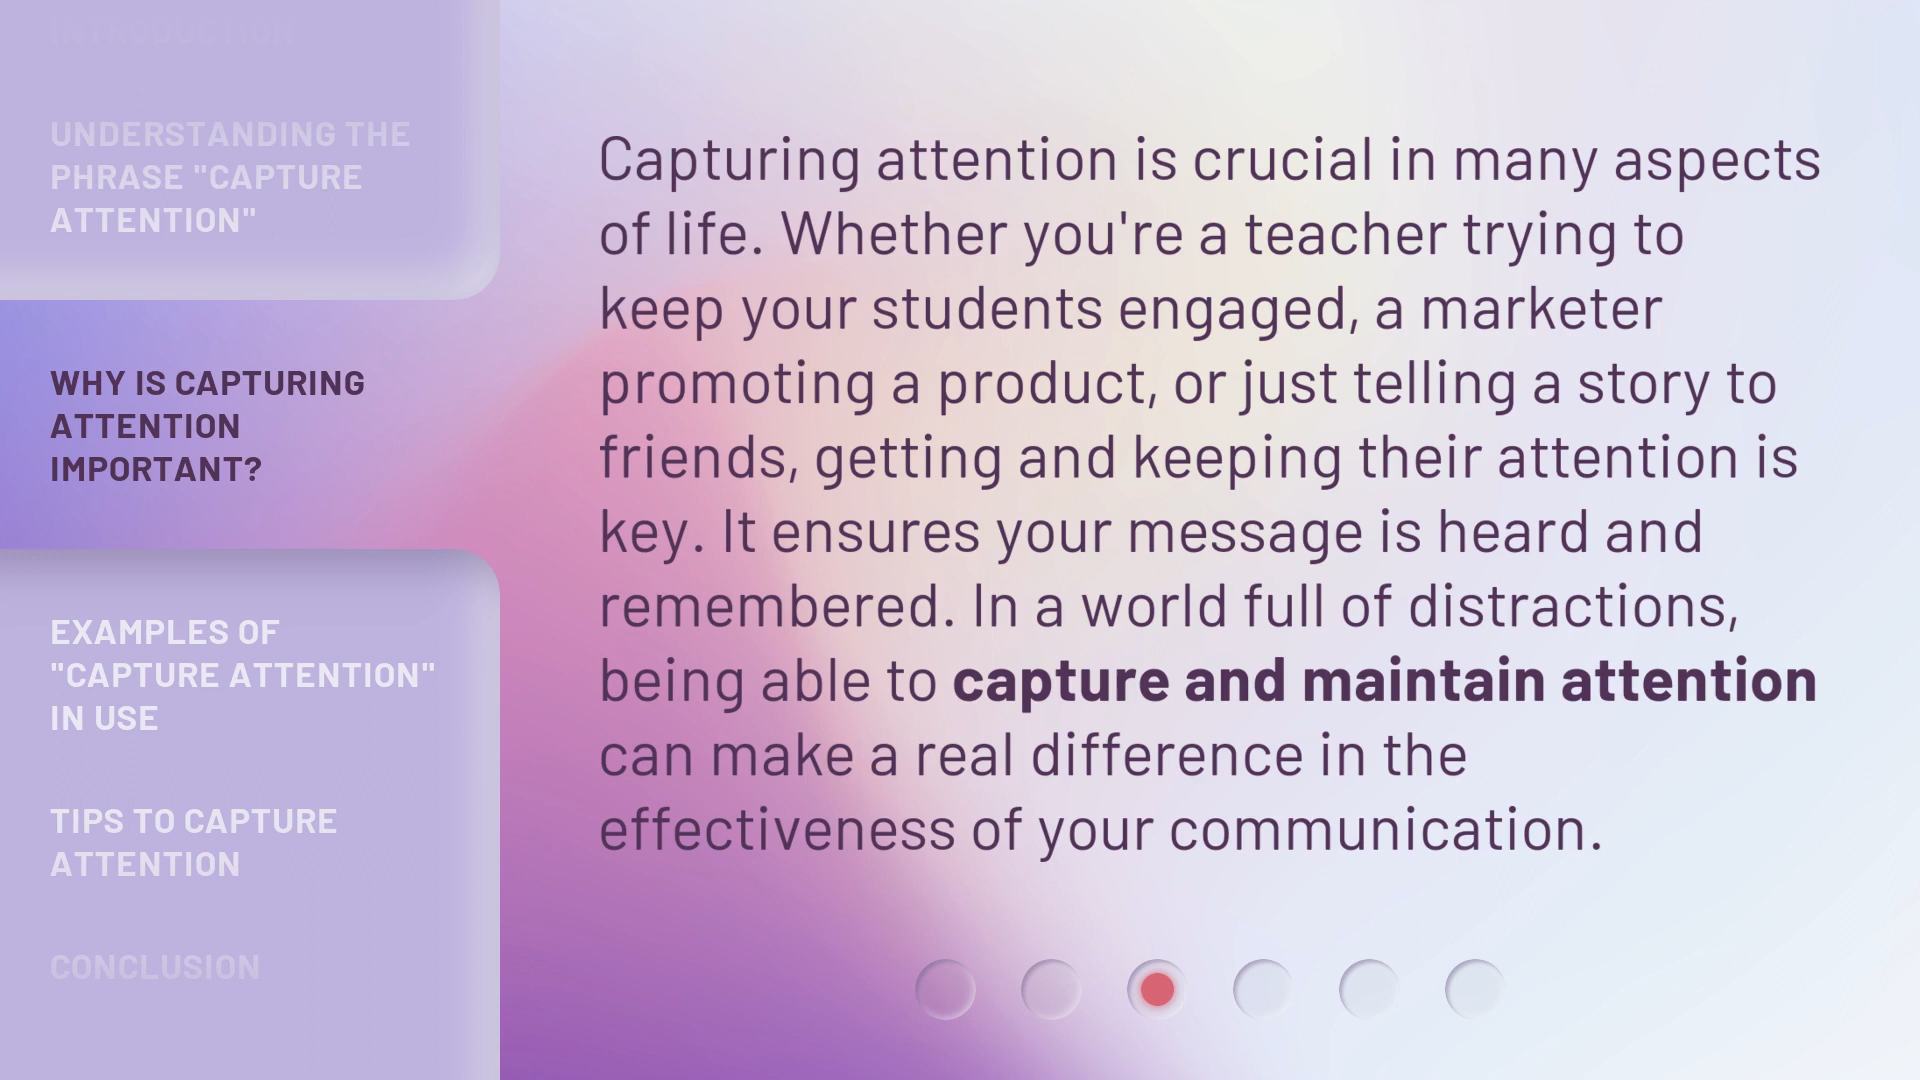 INTRODUCTION
UNDERSTANDING THE
PHRASE "CAPTURE
ATTENTION"
WHY IS CAPTURING
ATTENTION
IMPORTANT?
EXAMPLES OF
"CAPTURE ATTENTION"
IN USE
TIPS TO CAPTURE
ATTENTION
CONCLUSION
Capturing attention is crucial in many aspects
of life. Whether you're a teacher trying to
keep your students engaged, a marketer
promoting a product, or just telling a story to
friends, getting and keeping their attention is
key. It ensures your message is heard and
remembered. In a world full of distractions,
being able to capture and maintain attention
can make a real difference in the
effectiveness of your communication.